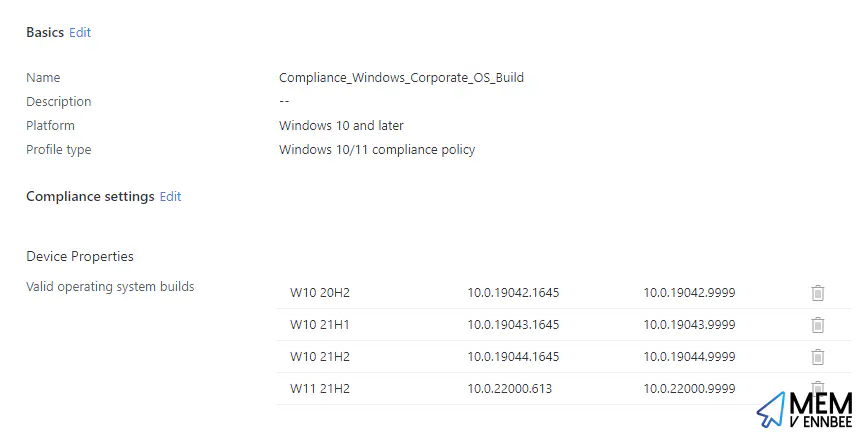 Basics Edit
Name Compliance_Windows_Corporate_OS_Build
Description --
Platform Windows 10 and later
Profile type Windows 10/11 compliance policy
Compliance settings Edit
Device Properties
Valid operating system builds
W10 20H2 10.0.19042.1645 10.0.19042.9999
W10 21H1 10.0.19043.1645 10.0.19043.9999
W10 21H2 10.0.19044.1645 10.0.19044.9999
W11 21H2 10.0.22000.613 10.0.22000.9999
MEM
V ENNBEE